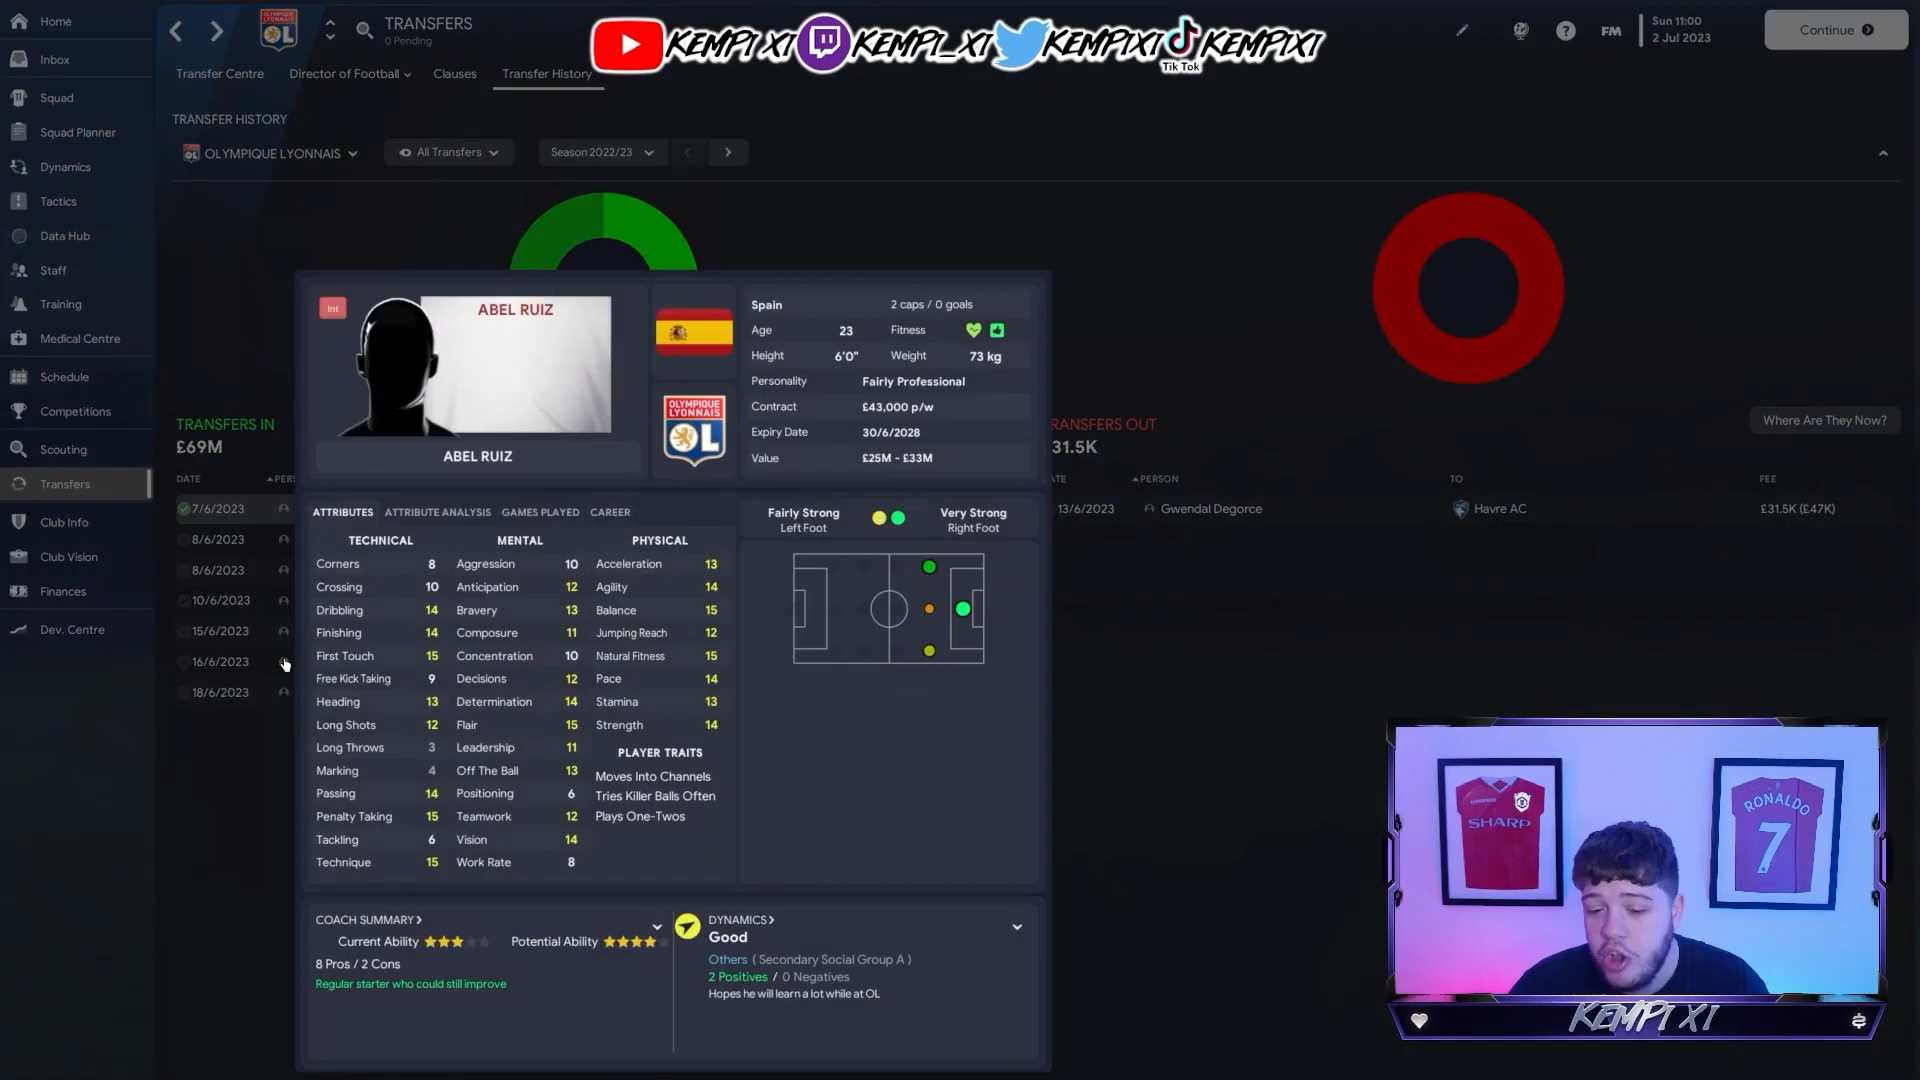 Home
Inbox
Squad
Squad Planner
Dynamics
Tactics
Data Hub
Staff
Training
Medical Centre
Schedule
Competitions
Scouting
Transfers
Club Info
Club Vision
Finances
Dev. Centre
TRANSFERS
0 Pending
KEMPI XI KEMPI_XI KEMPIXI KEMPIXI
Tik Tok
FM
Sun 11:00
2 Jul 2023
Continue
Transfer Centre Director of Football Clauses Transfer History
TRANSFER HISTORY
OLYMPIQUE LYONNAIS All Transfers Season 2022/23
TRANSFERS IN
£69M
DATE PERS
7/6/2023
8/6/2023
8/6/2023
10/6/2023
15/6/2023
16/6/2023
18/6/2023
Int
ABEL RUIZ
ABEL RUIZ
OLYMPIQUE
LYONNAIS
OL
Spain 2 caps / 0 goals
Age 23 Fitness
Height 6'0" Weight 73 kg
Personality Fairly Professional
Contract £43,000 p/w
Expiry Date 30/6/2028
Value £25M - £33M
ATTRIBUTES ATTRIBUTE ANALYSIS GAMES PLAYED CAREER
TECHNICAL MENTAL PHYSICAL
Corners 8 Aggression 10 Acceleration 13
Crossing 10 Anticipation 12 Agility 14
Dribbling 14 Bravery 13 Balance 15
Finishing 14 Composure 11 Jumping Reach 12
First Touch 15 Concentration 10 Natural Fitness 15
Free Kick Taking 9 Decisions 12 Pace 14
Heading 13 Determination 14 Stamina 13
Long Shots 12 Flair 15 Strength 14
Long Throws 3 Leadership 11
Marking 4 Off The Ball 13
Passing 14 Positioning 6
Penalty Taking 15 Teamwork 12
Tackling 6 Vision 14
Technique 15 Work Rate 8
PLAYER TRAITS
Moves Into Channels
Tries Killer Balls Often
Plays One-Twos
Fairly Strong
Left Foot
Very Strong
Right Foot
COACH SUMMARY
Current Ability Potential Ability
8 Pros / 2 Cons
Regular starter who could still improve
DYNAMICS
Good
Others ( Secondary Social Group A )
2 Positives / 0 Negatives
Hopes he will learn a lot while at OL
RANSFERS OUT
31.5K
Where Are They Now?
ATE PERSON TO FEE
13/6/2023 Gwendal Degorce Havre AC £31.5K (£47K)
SHARP
RONALDO
7
KEMPI XI